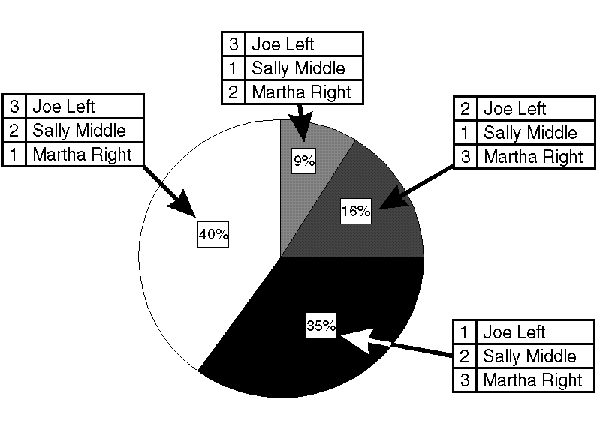 3 Joe Left
1 Sally Middle
2 Martha Right
3 Joe Left
2 Sally Middle
1 Martha Right
2 Joe Left
1 Sally Middle
3 Martha Right
9%
16%
40%
35%
1 Joe Left
2 Sally Middle
3 Martha Right